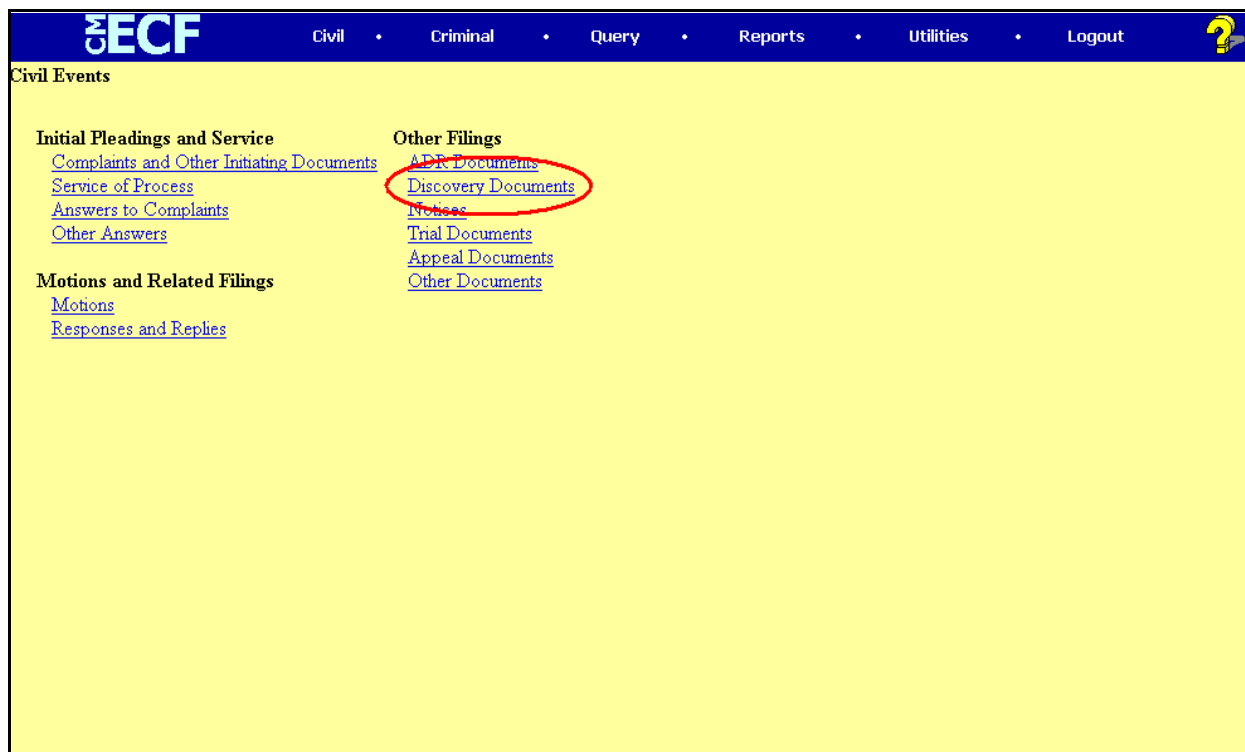 CM ECF Civil • Criminal • Query • Reports • Utilities • Logout ?
Civil Events
Initial Pleadings and Service
Complaints and Other Initiating Documents
Service of Process
Answers to Complaints
Other Answers
Motions and Related Filings
Motions
Responses and Replies
Other Filings
ADR Documents
Discovery Documents
Notices
Trial Documents
Appeal Documents
Other Documents